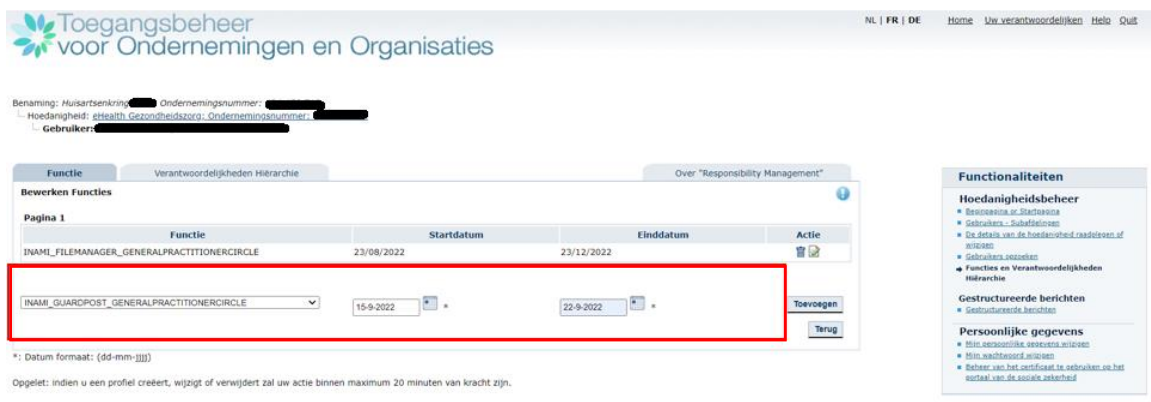 Toegangsbeheer
voor Ondernemingen en Organisaties
NL | FR | DE Home Uw verantwoordelijken Help Quit
Benaming: Huisartsenkring Ondernemingsnummer:
Hoedanigheid: eHealth Gezondheidszorg: Ondernemingsnummer:
Gebruiker:
Functie Verantwoordelijkheden Hiërarchie Over "Responsibility Management"
Bewerken Functies
Pagina 1
Functie Startdatum Einddatum Actie
INAMI_FILEMANAGER_GENERALPRACTITIONERCIRCLE 23/08/2022 23/12/2022
INAMI_GUARDPOST_GENERALPRACTITIONERCIRCLE 15-9-2022 * 22-9-2022 * Toevoegen
Terug
*: Datum formaat: (dd-mm-jjjj)
Opgelet: indien u een profiel creëert, wijzigt of verwijdert zal uw actie binnen maximum 20 minuten van kracht zijn.
Functionaliteiten
Hoedanigheidsbeheer
Beginpagina or Startpagina
Gebruikers - Subafdelingen
De details van de hoedanigheid raadplegen of
wijzigen
Gebruikers opzoeken
Functies en Verantwoordelijkheden
Hiërarchie
Gestructureerde berichten
Gestructureerde berichten
Persoonlijke gegevens
Mijn persoonlijke gegevens wijzigen
Mijn wachtwoord wijzigen
Beheer van het certificaat te gebruiken op het
portaal van de sociale zekerheid